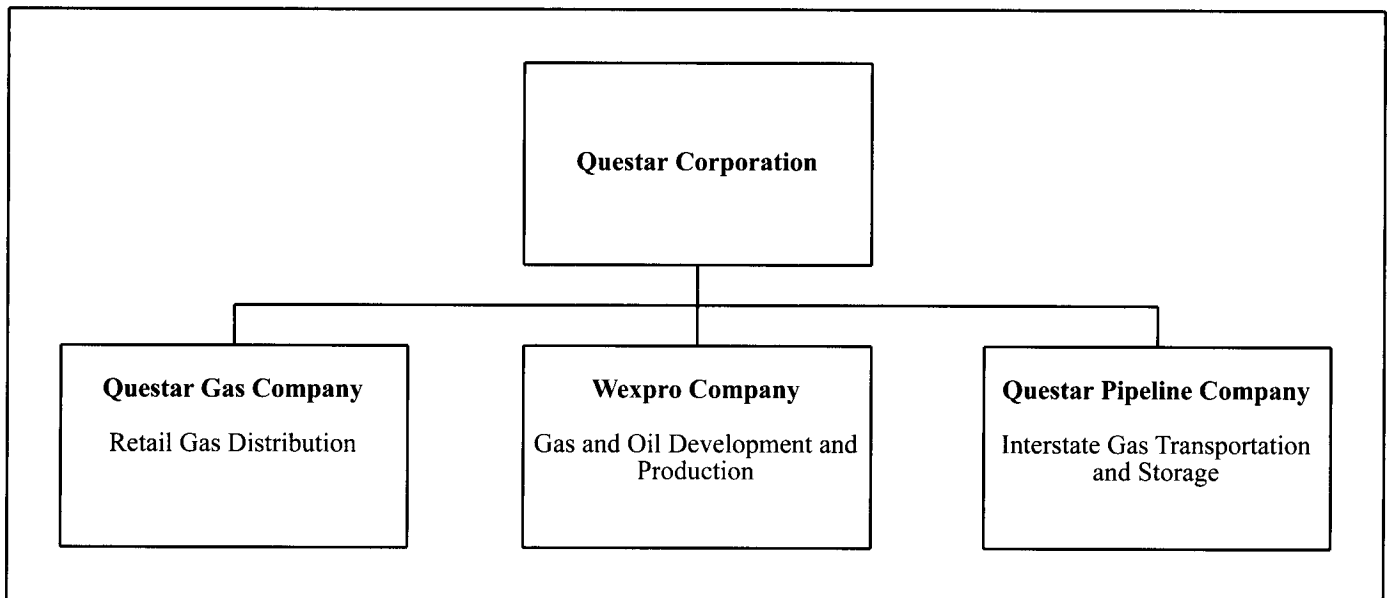 Questar Corporation
Questar Gas Company
Retail Gas Distribution
Wexpro Company
Gas and Oil Development and
Production
Questar Pipeline Company
Interstate Gas Transportation
and Storage